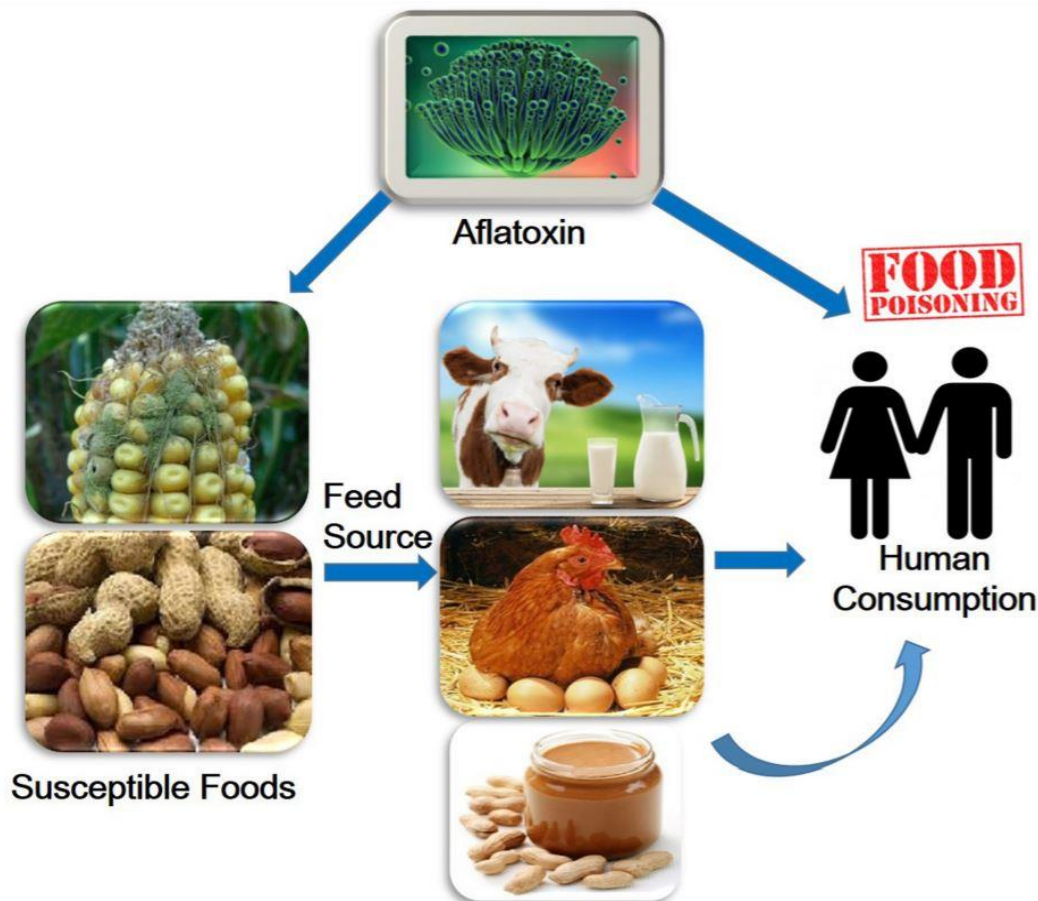 Aflatoxin
FOOD
POISONING
Feed
Source
Human
Consumption
Susceptible Foods